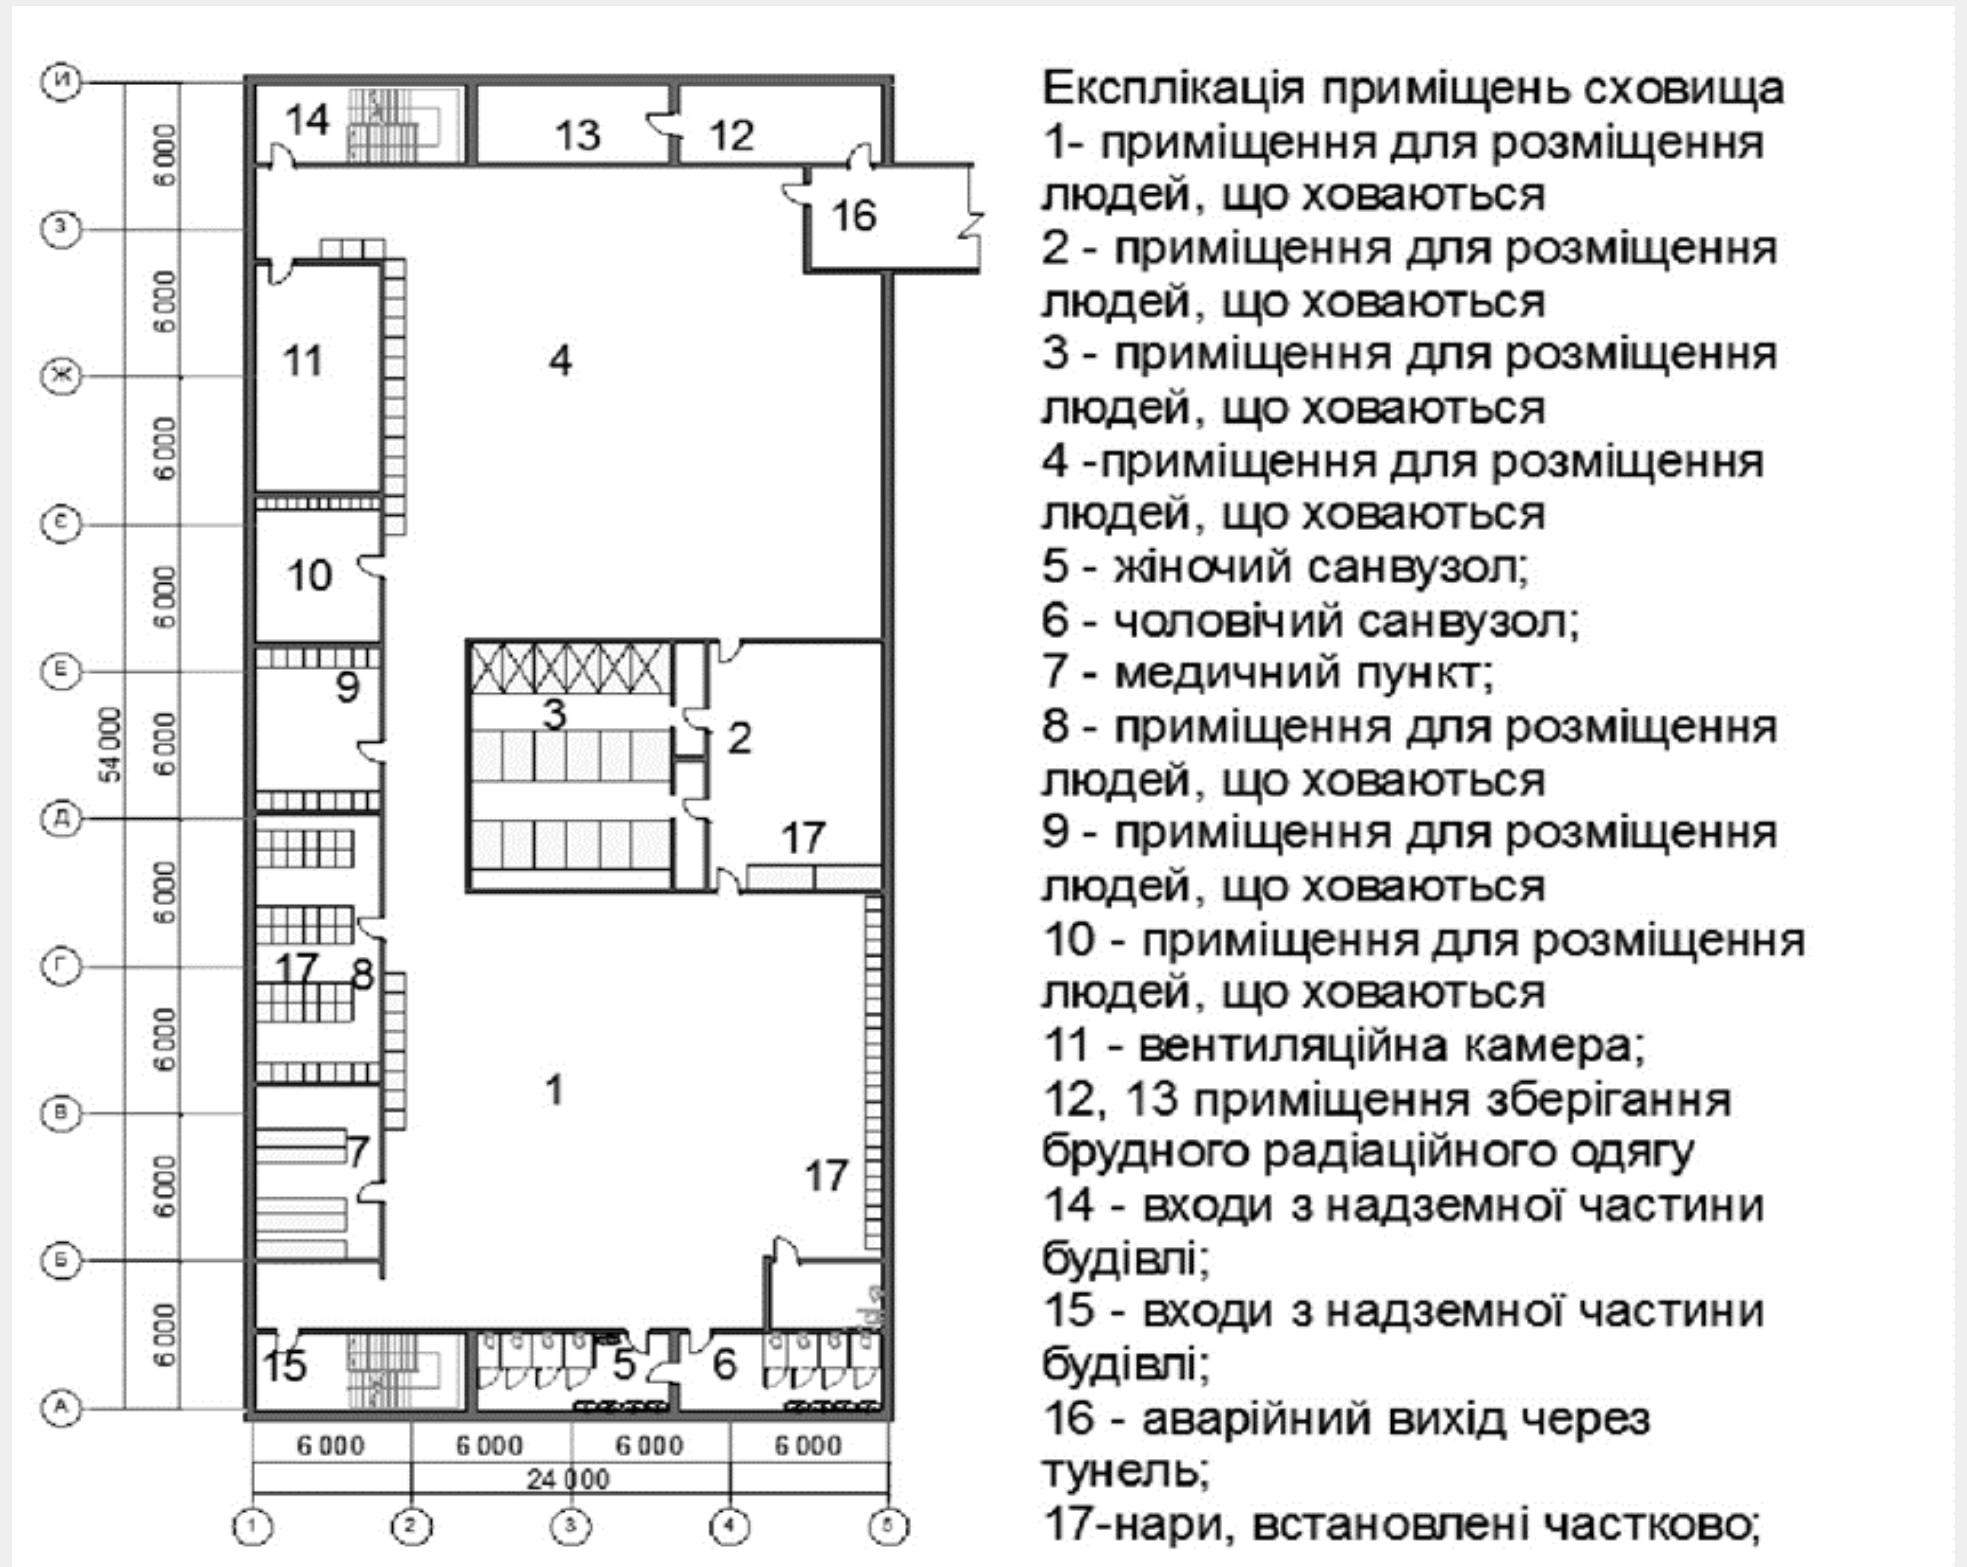 И
З
Ж
Є
Е
Д
Г
В
Б
А
6 000
6 000
6 000
6 000
6 000
6 000
6 000
6 000
6 000
54 000
14
13
12
16
11
4
10
9
3
2
17
17
8
1
7
17
15
5
6
6 000
6 000
6 000
6 000
24 000
1
2
3
4
5
Експлікація приміщень сховища
1- приміщення для розміщення
людей, що ховаються
2 - приміщення для розміщення
людей, що ховаються
3 - приміщення для розміщення
людей, що ховаються
4 -приміщення для розміщення
людей, що ховаються
5 - жіночий санвузол;
6 - чоловічий санвузол;
7 - медичний пункт;
8 - приміщення для розміщення
людей, що ховаються
9 - приміщення для розміщення
людей, що ховаються
10 - приміщення для розміщення
людей, що ховаються
11 - вентиляційна камера;
12, 13 приміщення зберігання
брудного радіаційного одягу
14 - входи з надземної частини
будівлі;
15 - входи з надземної частини
будівлі;
16 - аварійний вихід через
тунель;
17-нари, встановлені частково;